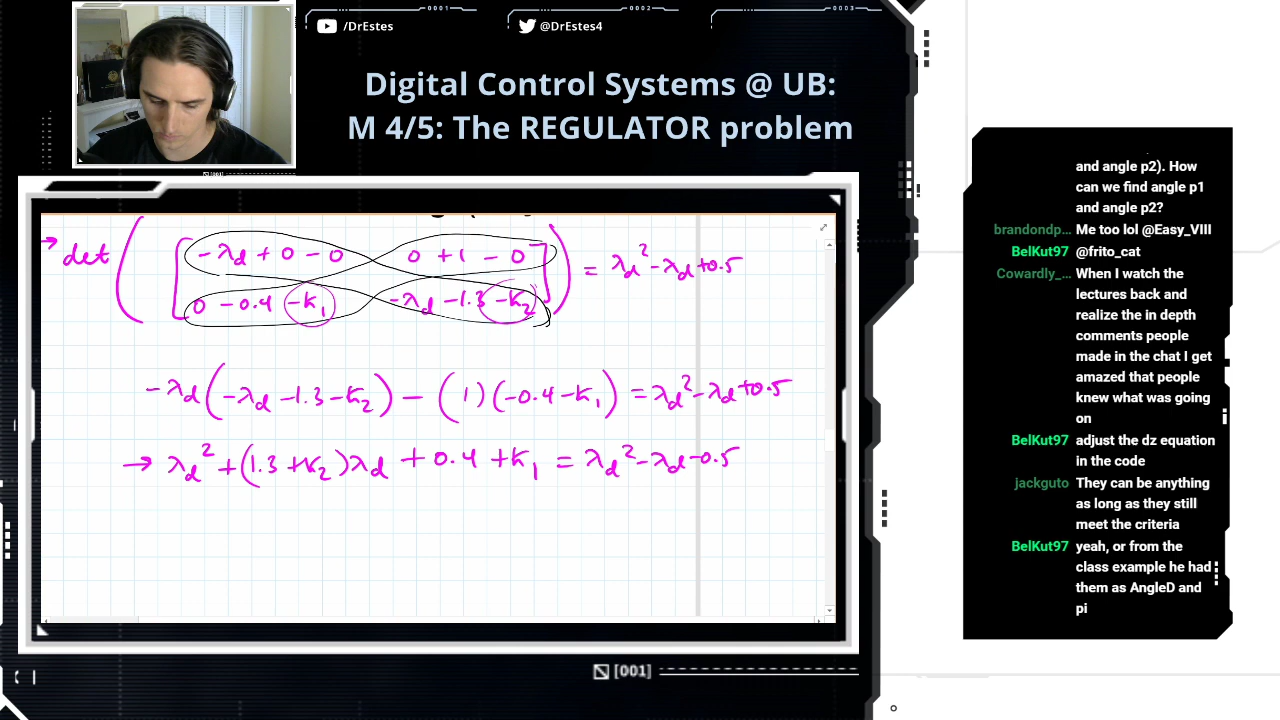 0001
0002
0003
/DrEstes
@DrEstes4
Digital Control Systems @ UB:
M 4/5: The REGULATOR problem
[001]
→ det ( [ -λd + 0 - 0 0 + 1 - 0
0 - 0.4 -K₁ -λd - 1.3 - K₂ ] ) = λd² - λd + 0.5
-λd(-λd - 1.3 - K₂) - (1)(-0.4 - K₁) = λd² - λd + 0.5
→ λd² + (1.3 + K₂)λd + 0.4 + K₁ = λd² - λd - 0.5
[001]
and angle p2). How
can we find angle p1
and angle p2?
brandondp... Me too lol @Easy_VIII
BelKut97 @frito_cat
Cowardly_... When I watch the
lectures back and
realize the in depth
comments people
made in the chat I get
amazed that people
knew what was going
on
BelKut97 adjust the dz equation
in the code
jackguto They can be anything
as long as they still
meet the criteria
BelKut97 yeah, or from the
class example he had
them as AngleD and
pi